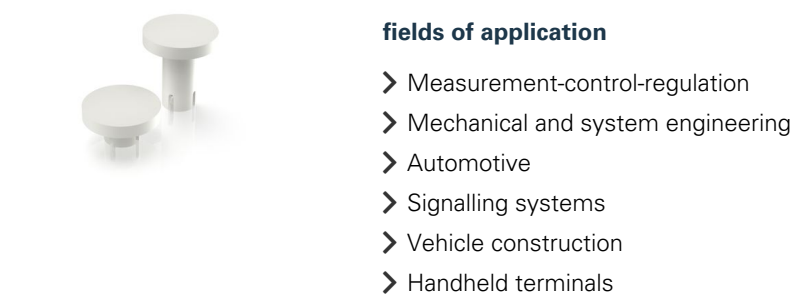 fields of application
Measurement-control-regulation
Mechanical and system engineering
Automotive
Signalling systems
Vehicle construction
Handheld terminals